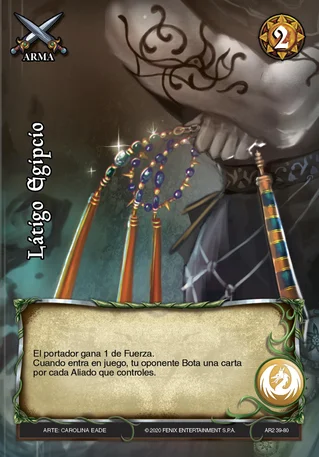 ARMA
2
Látigo Egipcio
El portador gana 1 de Fuerza.
Cuando entra en juego, tu oponente Bota una carta
por cada Aliado que controles.
ARTE: CAROLINA EADE
© 2020 FENIX ENTERTAINMENT S.P.A.
AR2 39-80